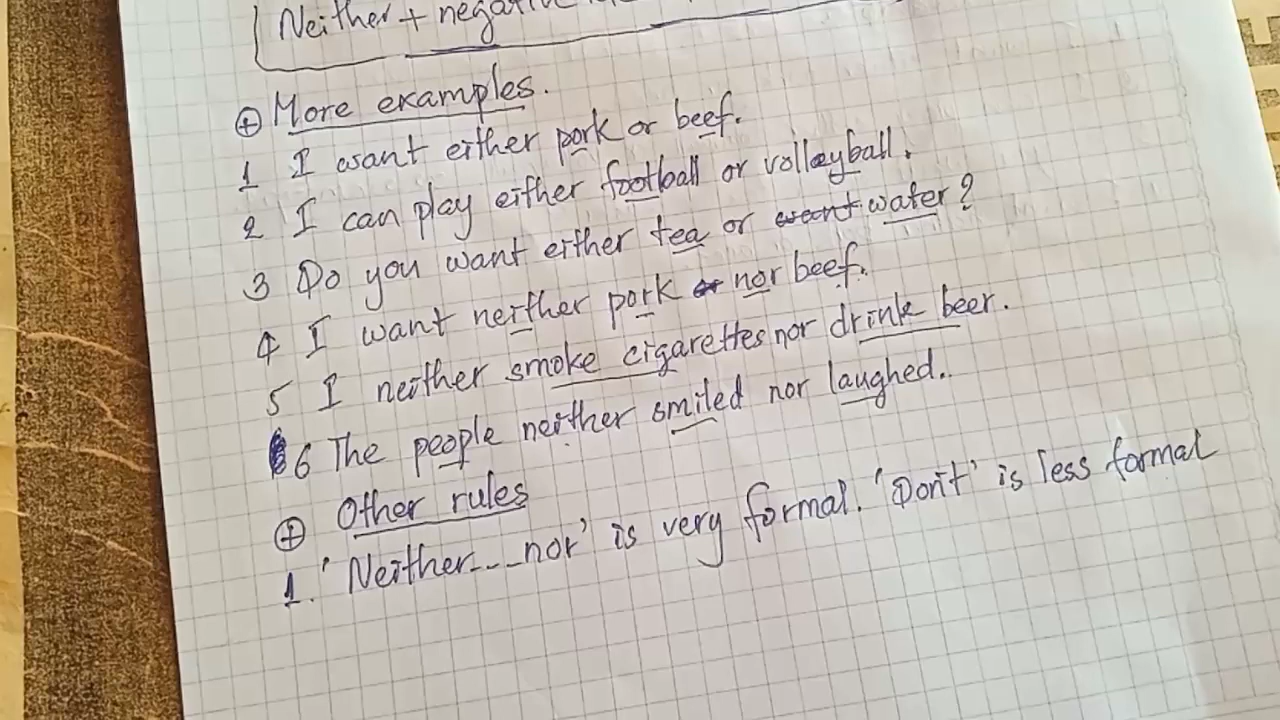 Neither + negative
⊕ More examples.
1 I want either pork or beef.
2 I can play either football or volleyball.
3 Do you want either tea or want water?
4 I want neither pork or nor beef.
5 I neither smoke cigarettes nor drink beer.
6 The people neither smiled nor laughed.
⊕ Other rules
1. 'Neither---nor' is very formal. 'Don't' is less formal